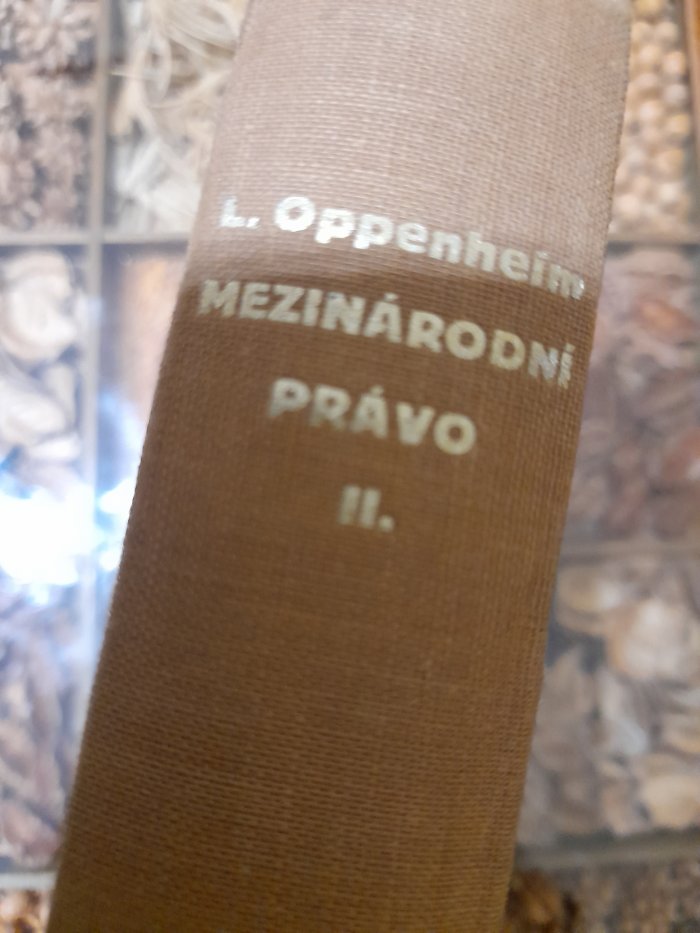 L. Oppenheim
MEZINÁRODNÍ
PRÁVO
II.